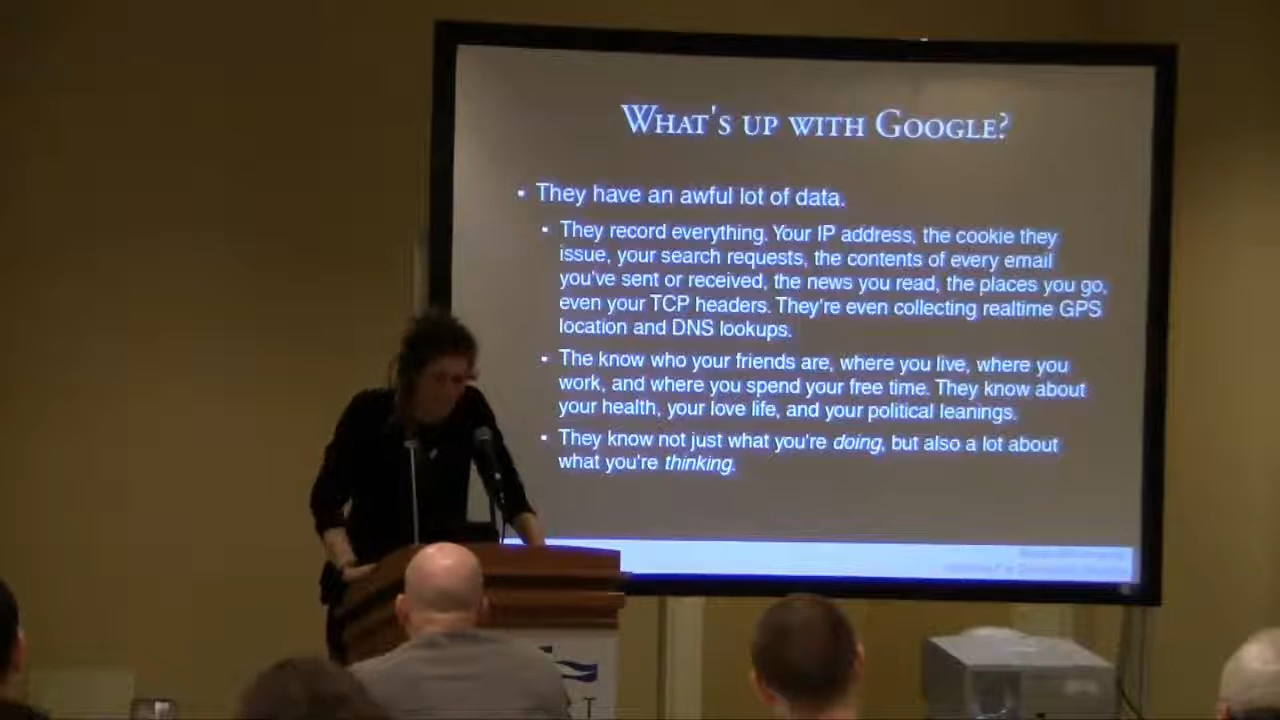 What's up with Google?
• They have an awful lot of data.
• They record everything. Your IP address, the cookie they
issue, your search requests, the contents of every email
you've sent or received, the news you read, the places you go,
even your TCP headers. They're even collecting realtime GPS
location and DNS lookups.
• The know who your friends are, where you live, where you
work, and where you spend your free time. They know about
your health, your love life, and your political leanings.
• They know not just what you're doing, but also a lot about
what you're thinking.